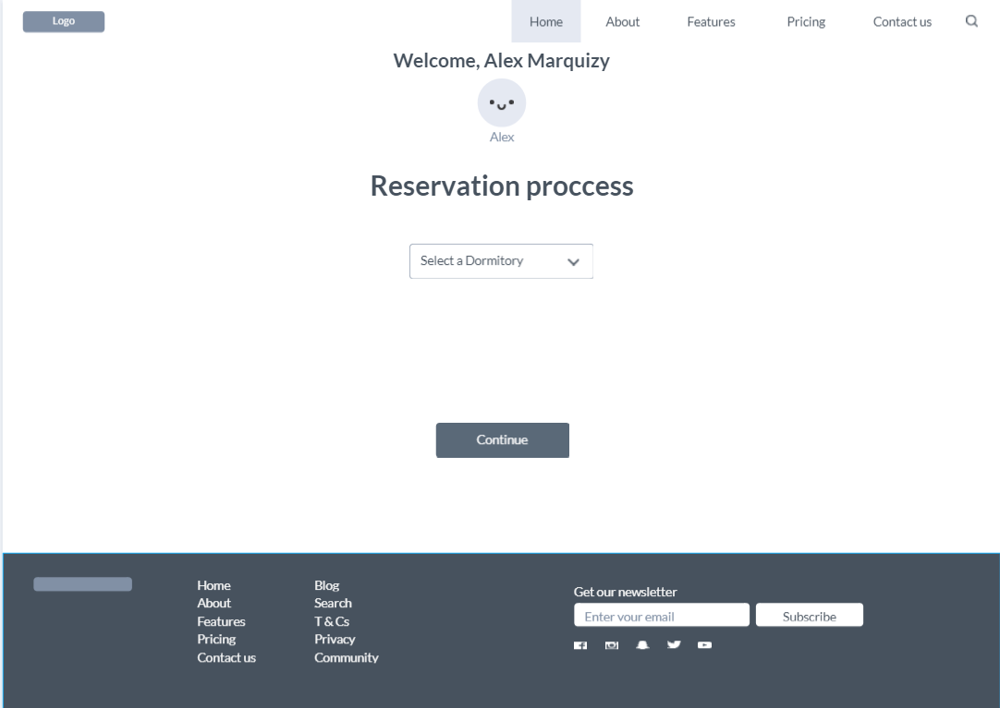 Logo
Home About Features Pricing Contact us
Welcome, Alex Marquizy
Alex
Reservation proccess
Select a Dormitory
Continue
Home
About
Features
Pricing
Contact us
Blog
Search
T & Cs
Privacy
Community
Get our newsletter
Enter your email
Subscribe